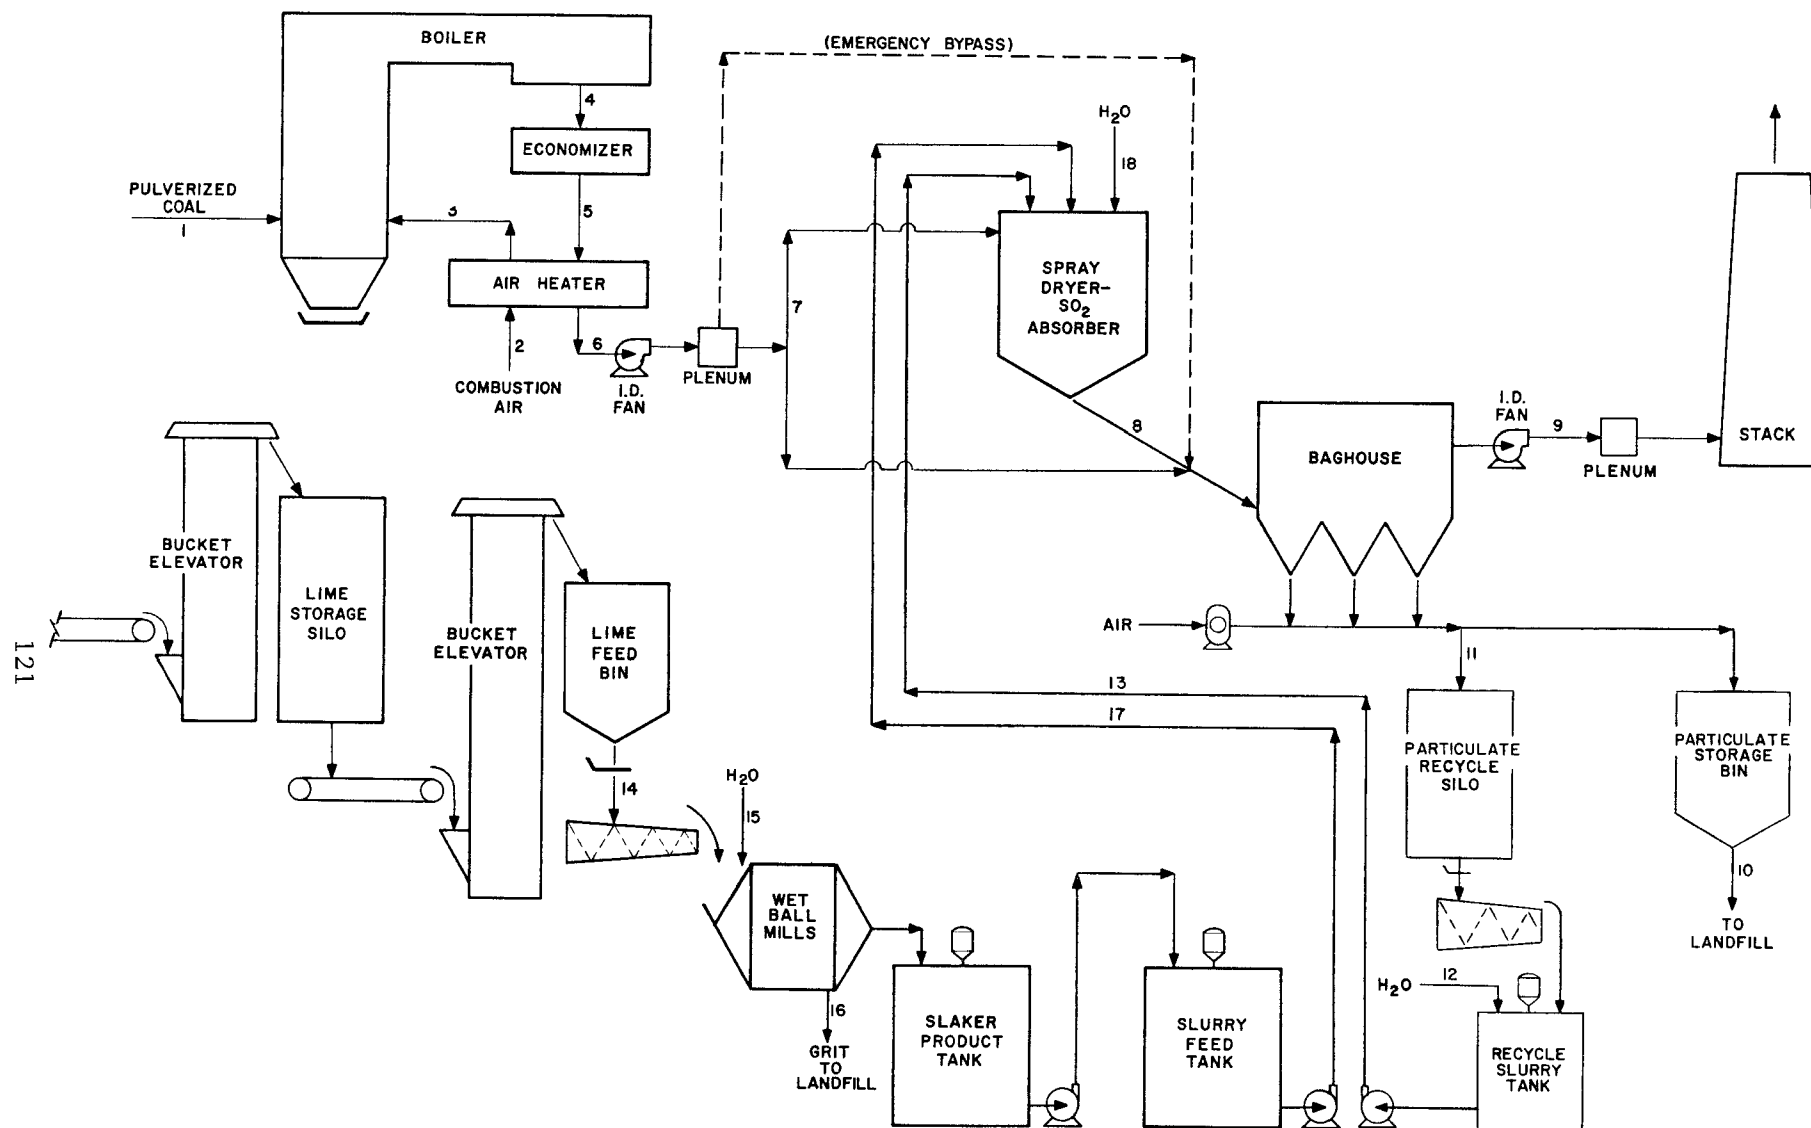 BOILER
(EMERGENCY BYPASS)
4
H2O
ECONOMIZER
18
PULVERIZED
COAL
1
3
5
AIR HEATER
SPRAY
DRYER-
SO2
ABSORBER
7
2
6
COMBUSTION
AIR
I.D.
FAN
PLENUM
8
I.D.
FAN
9
PLENUM
STACK
BAGHOUSE
BUCKET
ELEVATOR
LIME
STORAGE
SILO
BUCKET
ELEVATOR
LIME
FEED
BIN
AIR
11
121
13
17
PARTICULATE
RECYCLE
SILO
PARTICULATE
STORAGE
BIN
14
H2O
15
10
TO
LANDFILL
WET
BALL
MILLS
16
GRIT
TO
LANDFILL
SLAKER
PRODUCT
TANK
SLURRY
FEED
TANK
H2O
12
RECYCLE
SLURRY
TANK